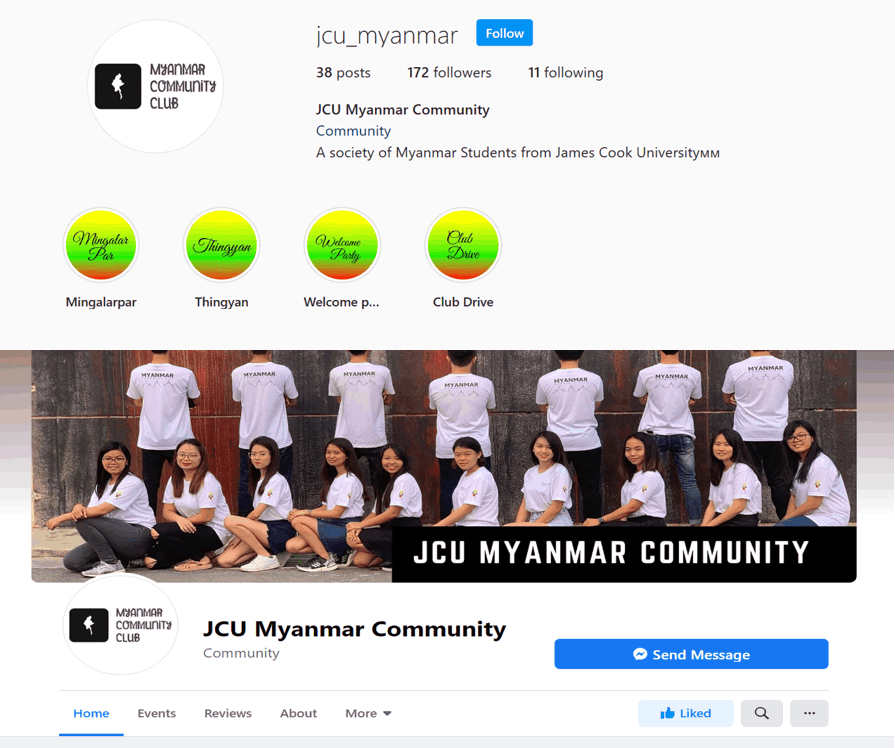 MYANMAR
COMMUNITY
CLUB
jcu_myanmar
Follow
38 posts 172 followers 11 following
JCU Myanmar Community
Community
A society of Myanmar Students from James Cook Universityᴍᴍ
Mingalar
Par
Thingyan
Welcome
Party
Club
Drive
Mingalarpar
Thingyan
Welcome p...
Club Drive
MYANMAR
MYANMAR
MYANMAR
MYANMAR
MYANMAR
MYANMAR
MYANMAR
JCU MYANMAR COMMUNITY
MYANMAR
COMMUNITY
CLUB
JCU Myanmar Community
Community
Send Message
Home Events Reviews About More
Liked